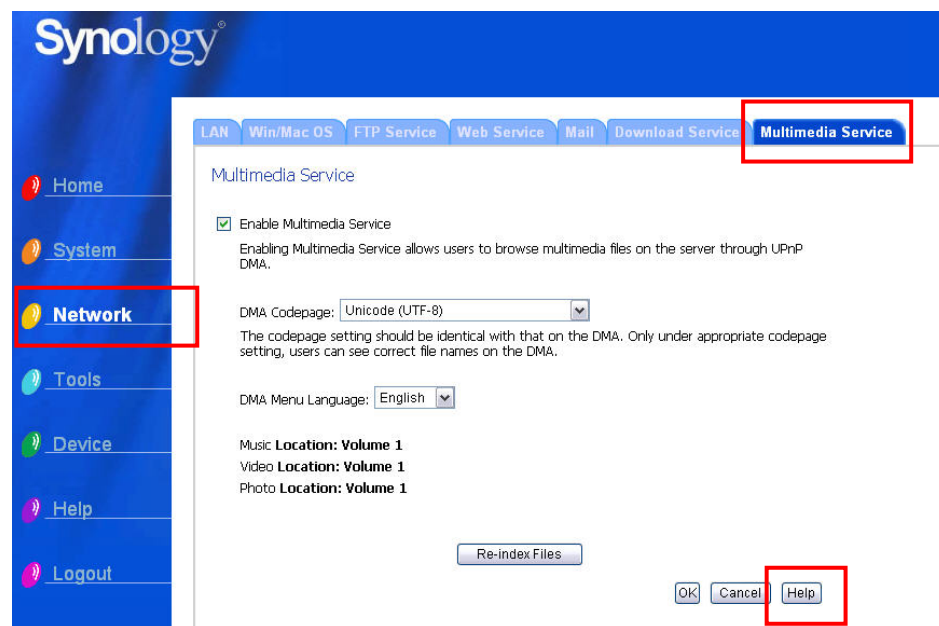 Synology®
LAN Win/Mac OS FTP Service Web Service Mail Download Service Multimedia Service
Home
System
Network
Tools
Device
Help
Logout
Multimedia Service
Enable Multimedia Service
Enabling Multimedia Service allows users to browse multimedia files on the server through UPnP
DMA.
DMA Codepage: Unicode (UTF-8)
The codepage setting should be identical with that on the DMA. Only under appropriate codepage
setting, users can see correct file names on the DMA.
DMA Menu Language: English
Music Location: Volume 1
Video Location: Volume 1
Photo Location: Volume 1
Re-index Files
OK Cancel Help